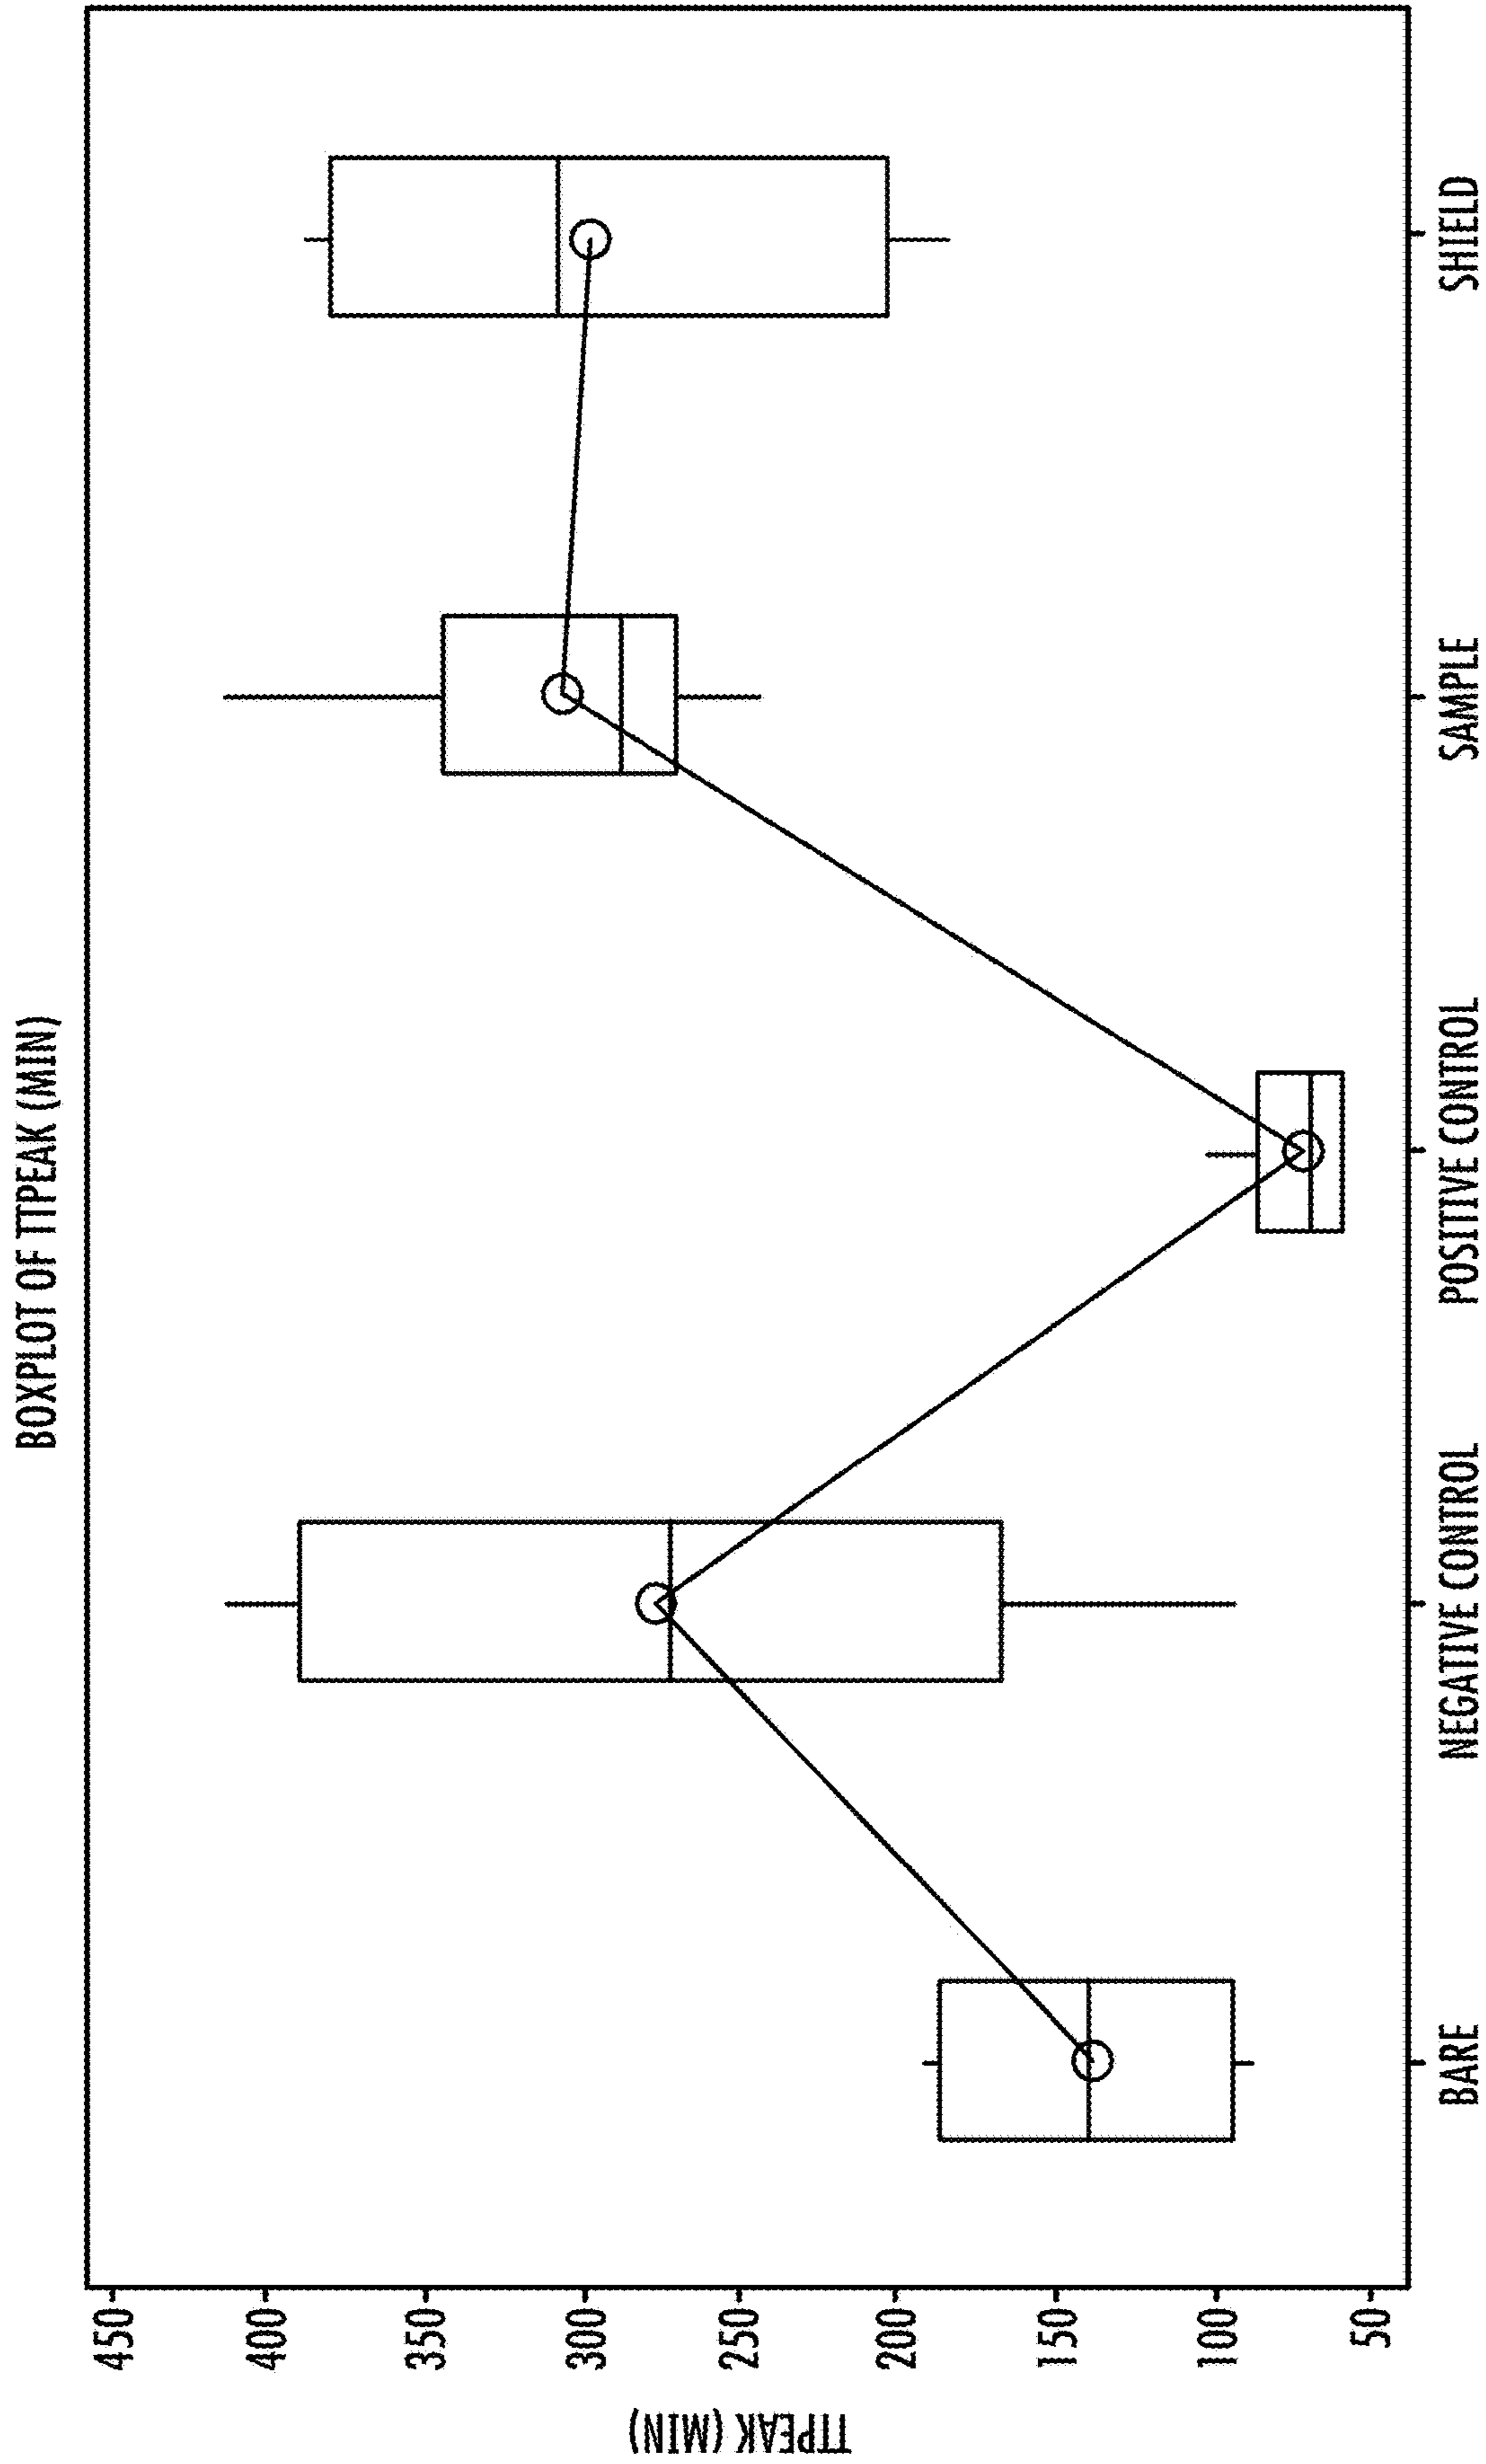 BOXPLOT OF TTPEAK (MIN)
TTPEAK (MIN)
450
400
350
300
250
200
150
100
50
BARE
NEGATIVE CONTROL
POSITIVE CONTROL
SAMPLE
SHIELD